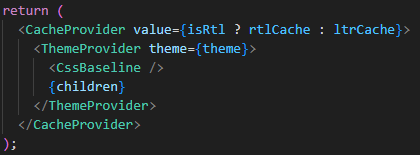 return (
<CacheProvider value={isRtl ? rtlCache : ltrCache}>
<ThemeProvider theme={theme}>
<CssBaseline />
{children}
</ThemeProvider>
</CacheProvider>
);